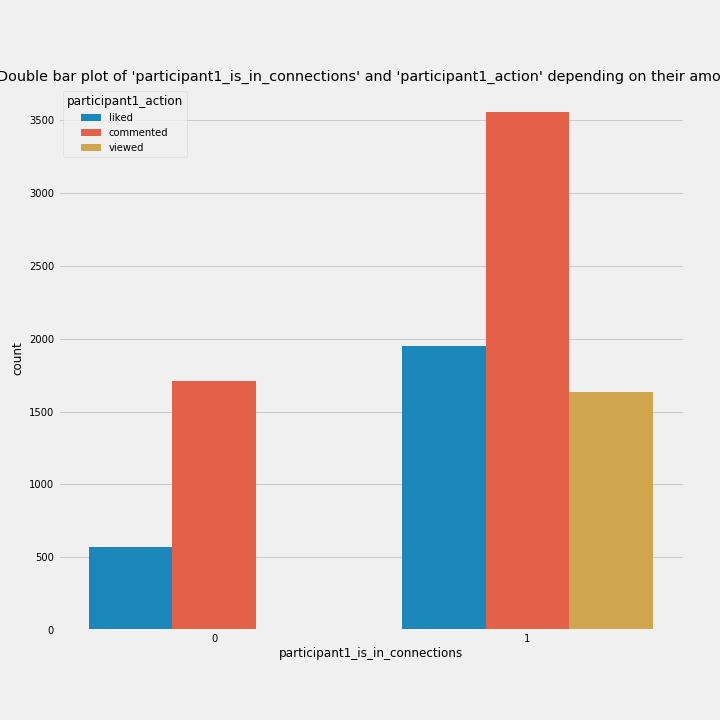 Double bar plot of 'participant1_is_in_connections' and 'participant1_action' depending on their amo
participant1_action
liked
commented
viewed
3500
3000
2500
2000
1500
1000
500
0
count
0 1
participant1_is_in_connections